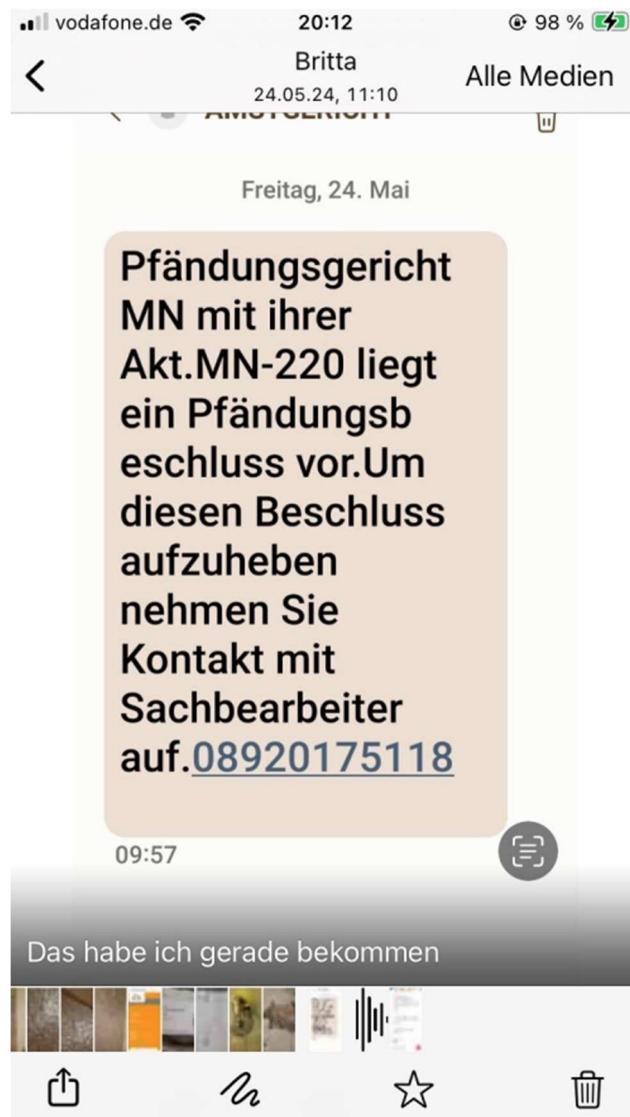 vodafone.de 20:12 98 %
Britta
24.05.24, 11:10
Alle Medien
Freitag, 24. Mai
Pfändungsgericht
MN mit ihrer
Akt.MN-220 liegt
ein Pfändungsb
eschluss vor.Um
diesen Beschluss
aufzuheben
nehmen Sie
Kontakt mit
Sachbearbeiter
auf.08920175118
09:57
Das habe ich gerade bekommen